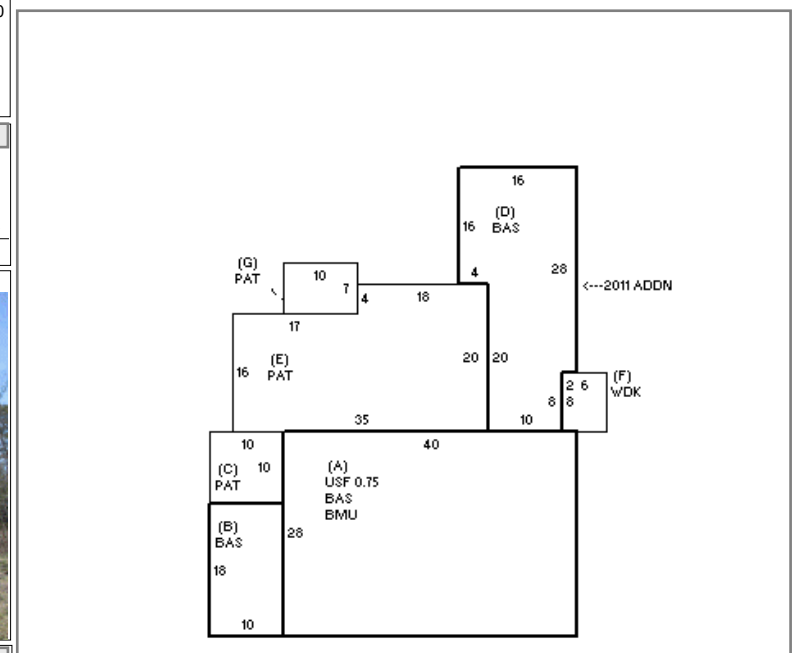 16
(D)
BAS
16
4
28
<---2011 ADDN
(G)
PAT
10
7
4
18
17
(E)
PAT
16
20
20
(F)
WDK
2 6
8
8
35
10
10
10
(C)
PAT
40
(A)
USF 0.75
BAS
BMU
(B)
BAS
28
18
10